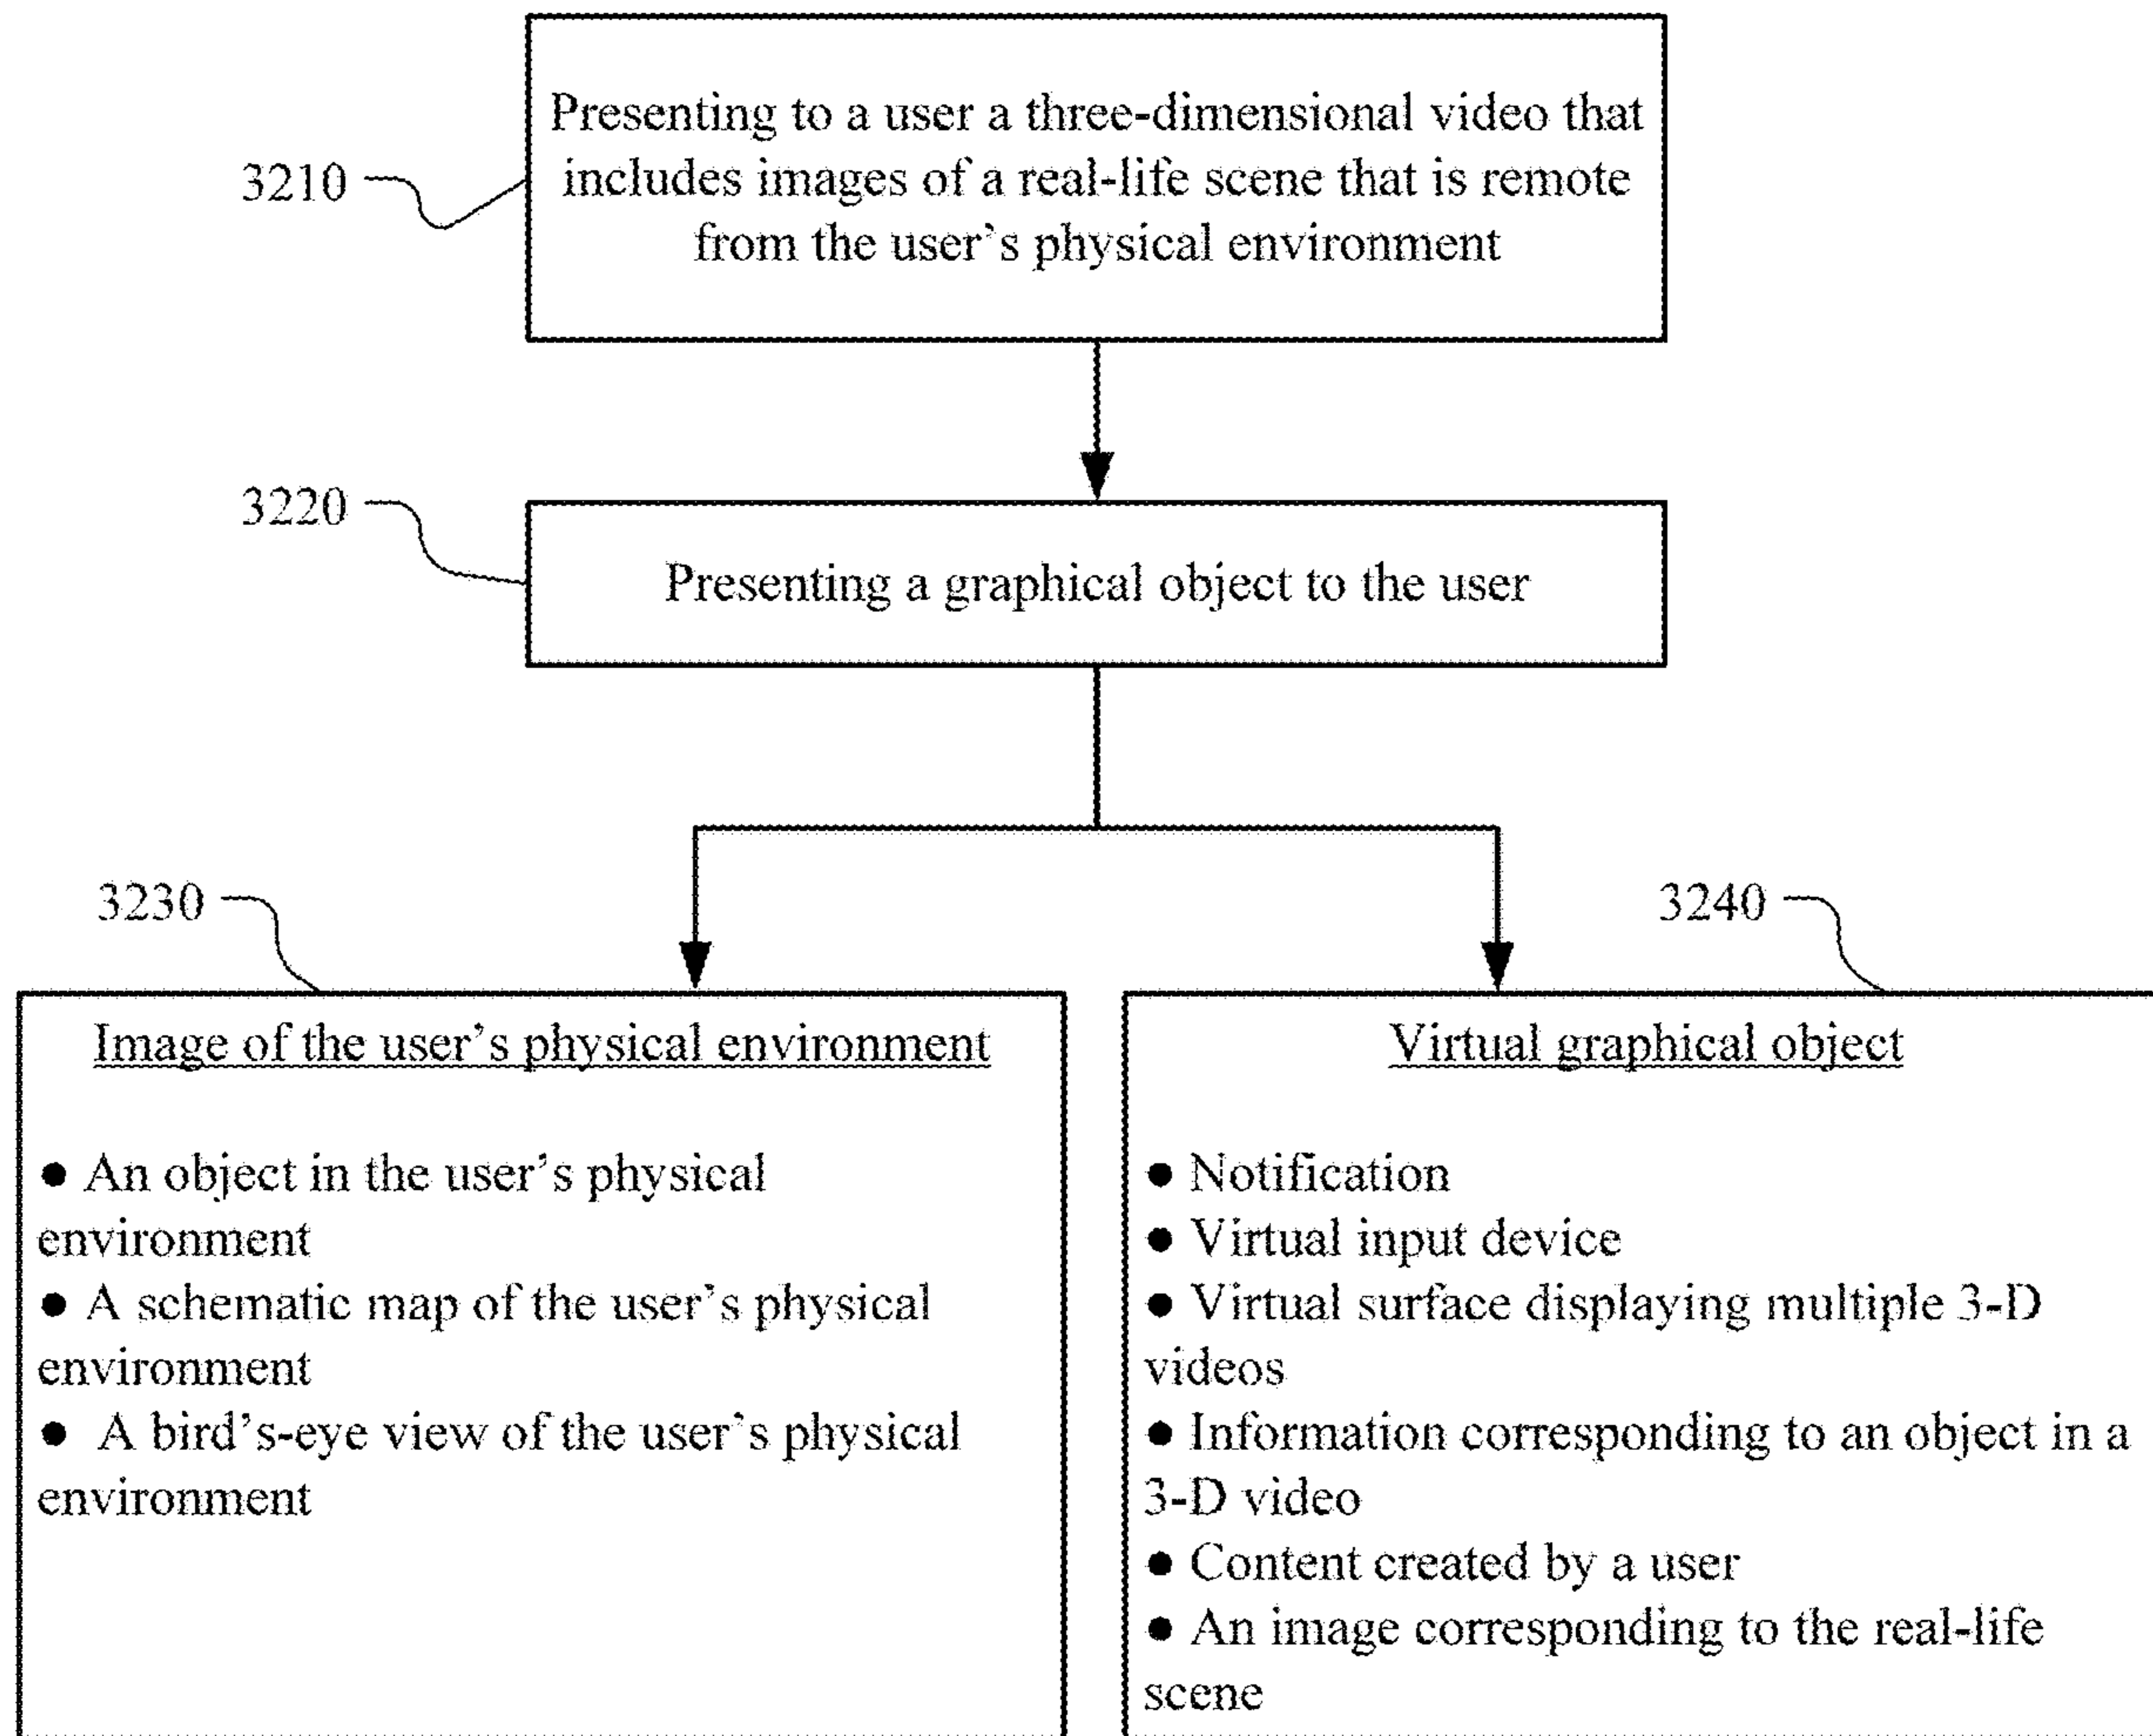 3210
Presenting to a user a three-dimensional video that
includes images of a real-life scene that is remote
from the user's physical environment
3220
Presenting a graphical object to the user
3230
Image of the user's physical environment
● An object in the user's physical
environment
● A schematic map of the user's physical
environment
● A bird's-eye view of the user's physical
environment
3240
Virtual graphical object
● Notification
● Virtual input device
● Virtual surface displaying multiple 3-D
videos
● Information corresponding to an object in a
3-D video
● Content created by a user
● An image corresponding to the real-life
scene